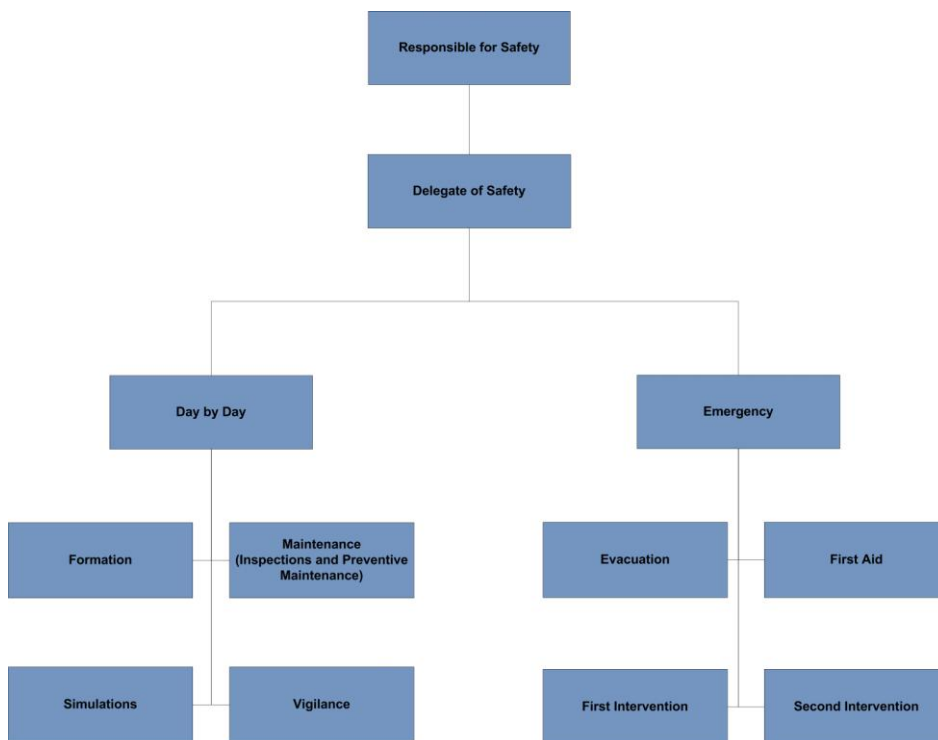 Responsible for Safety
Delegate of Safety
Day by Day
Emergency
Formation
Maintenance
(Inspections and Preventive
Maintenance)
Evacuation
First Aid
Simulations
Vigilance
First Intervention
Second Intervention